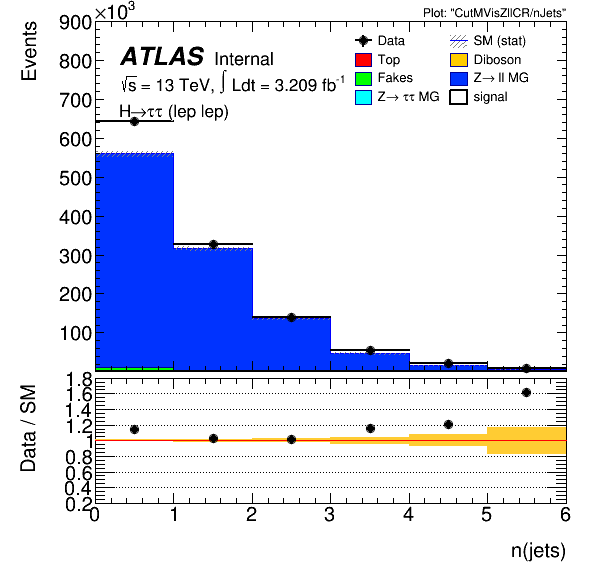 Plot: "CutMVisZllCR/nJets"
×10³
Events
900
800
700
600
500
400
300
200
100
ATLAS Internal
√s = 13 TeV, ∫ Ldt = 3.209 fb⁻¹
H→ττ (lep lep)
Data
SM (stat)
Top
Diboson
Fakes
Z→ ll MG
Z→ ττ MG
signal
Data / SM
1.8
1.6
1.4
1.2
1
0.8
0.6
0.4
0.2
0 1 2 3 4 5 6
n(jets)